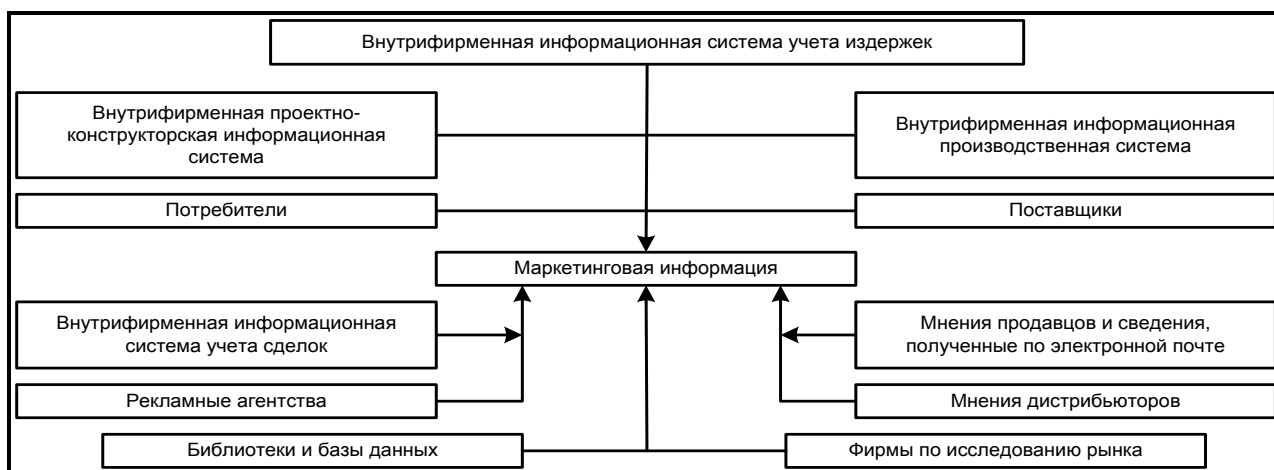 Внутрифирменная информационная система учета издержек
Внутрифирменная проектно-
конструкторская информационная
система
Внутрифирменная информационная
производственная система
Потребители
Поставщики
Маркетинговая информация
Внутрифирменная информационная
система учета сделок
Мнения продавцов и сведения,
полученные по электронной почте
Рекламные агентства
Мнения дистрибьюторов
Библиотеки и базы данных
Фирмы по исследованию рынка